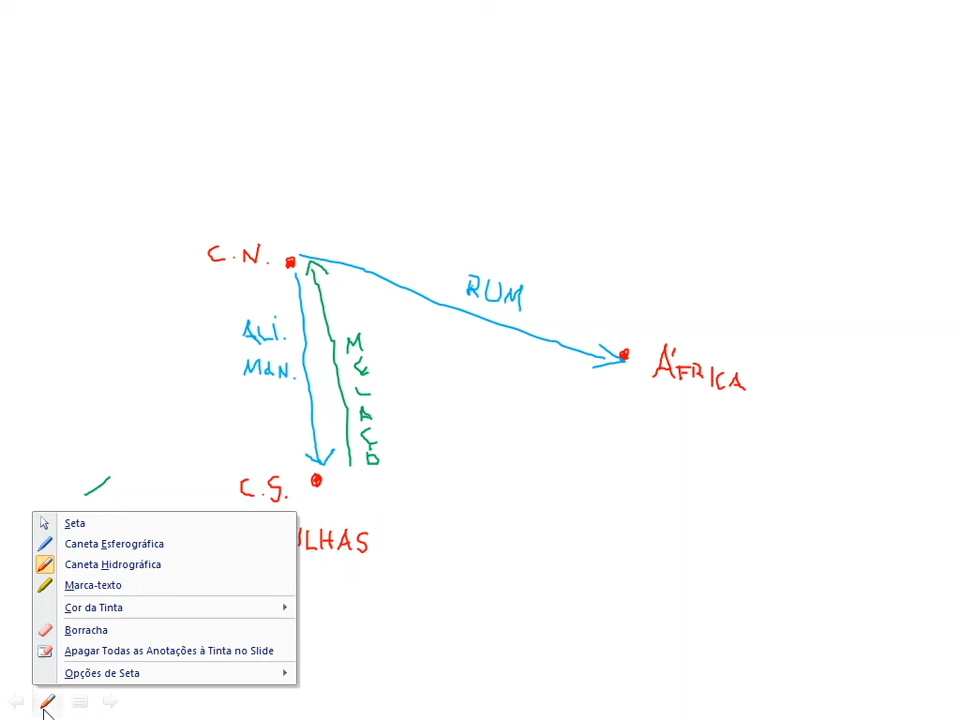 C.N.
RUM
ALI.
MAN.
MELAÇO
ÁFRICA
C.S.
Seta
Caneta Esferográfica
Caneta Hidrográfica
Marca-texto
Cor da Tinta
Borracha
Apagar Todas as Anotações à Tinta no Slide
Opções de Seta